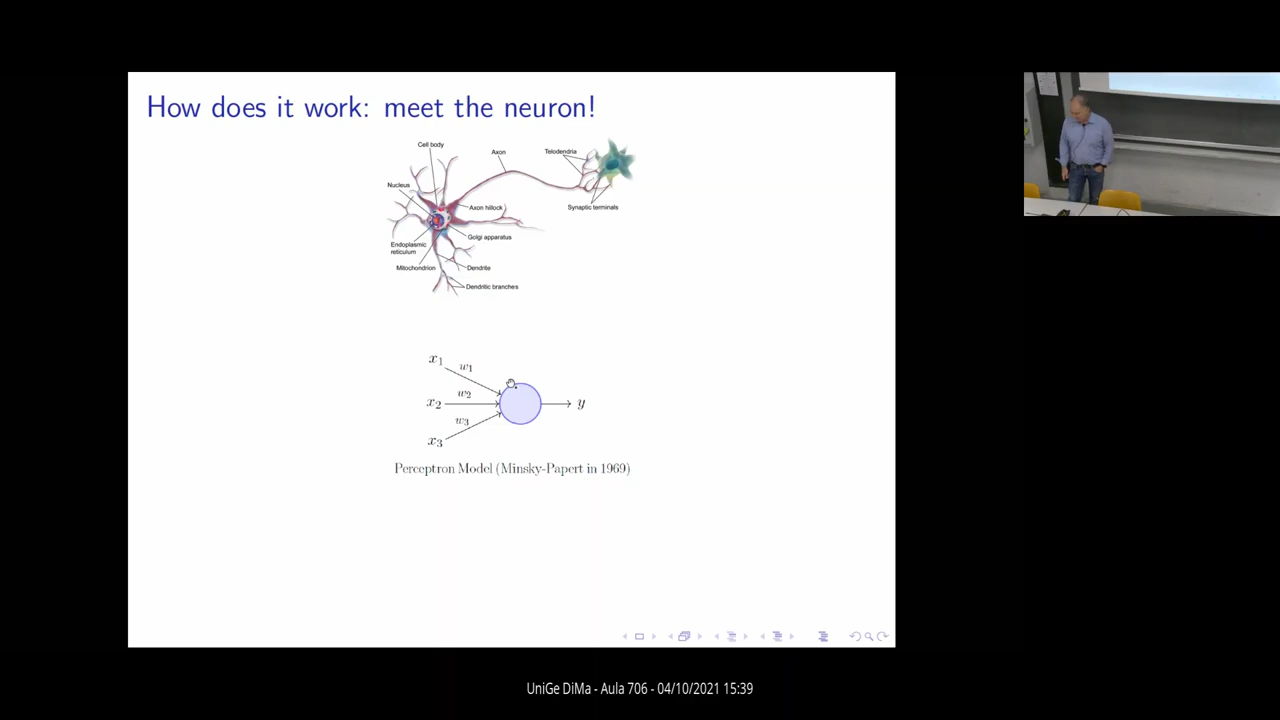 How does it work: meet the neuron!
Cell body
Axon
Telodendria
Nucleus
Axon hillock
Synaptic terminals
Golgi apparatus
Endoplasmic
reticulum
Mitochondrion
Dendrite
Dendritic branches
x1
w1
x2
w2
y
w3
x3
Perceptron Model (Minsky-Papert in 1969)
UniGe DiMa - Aula 706 - 04/10/2021 15:39